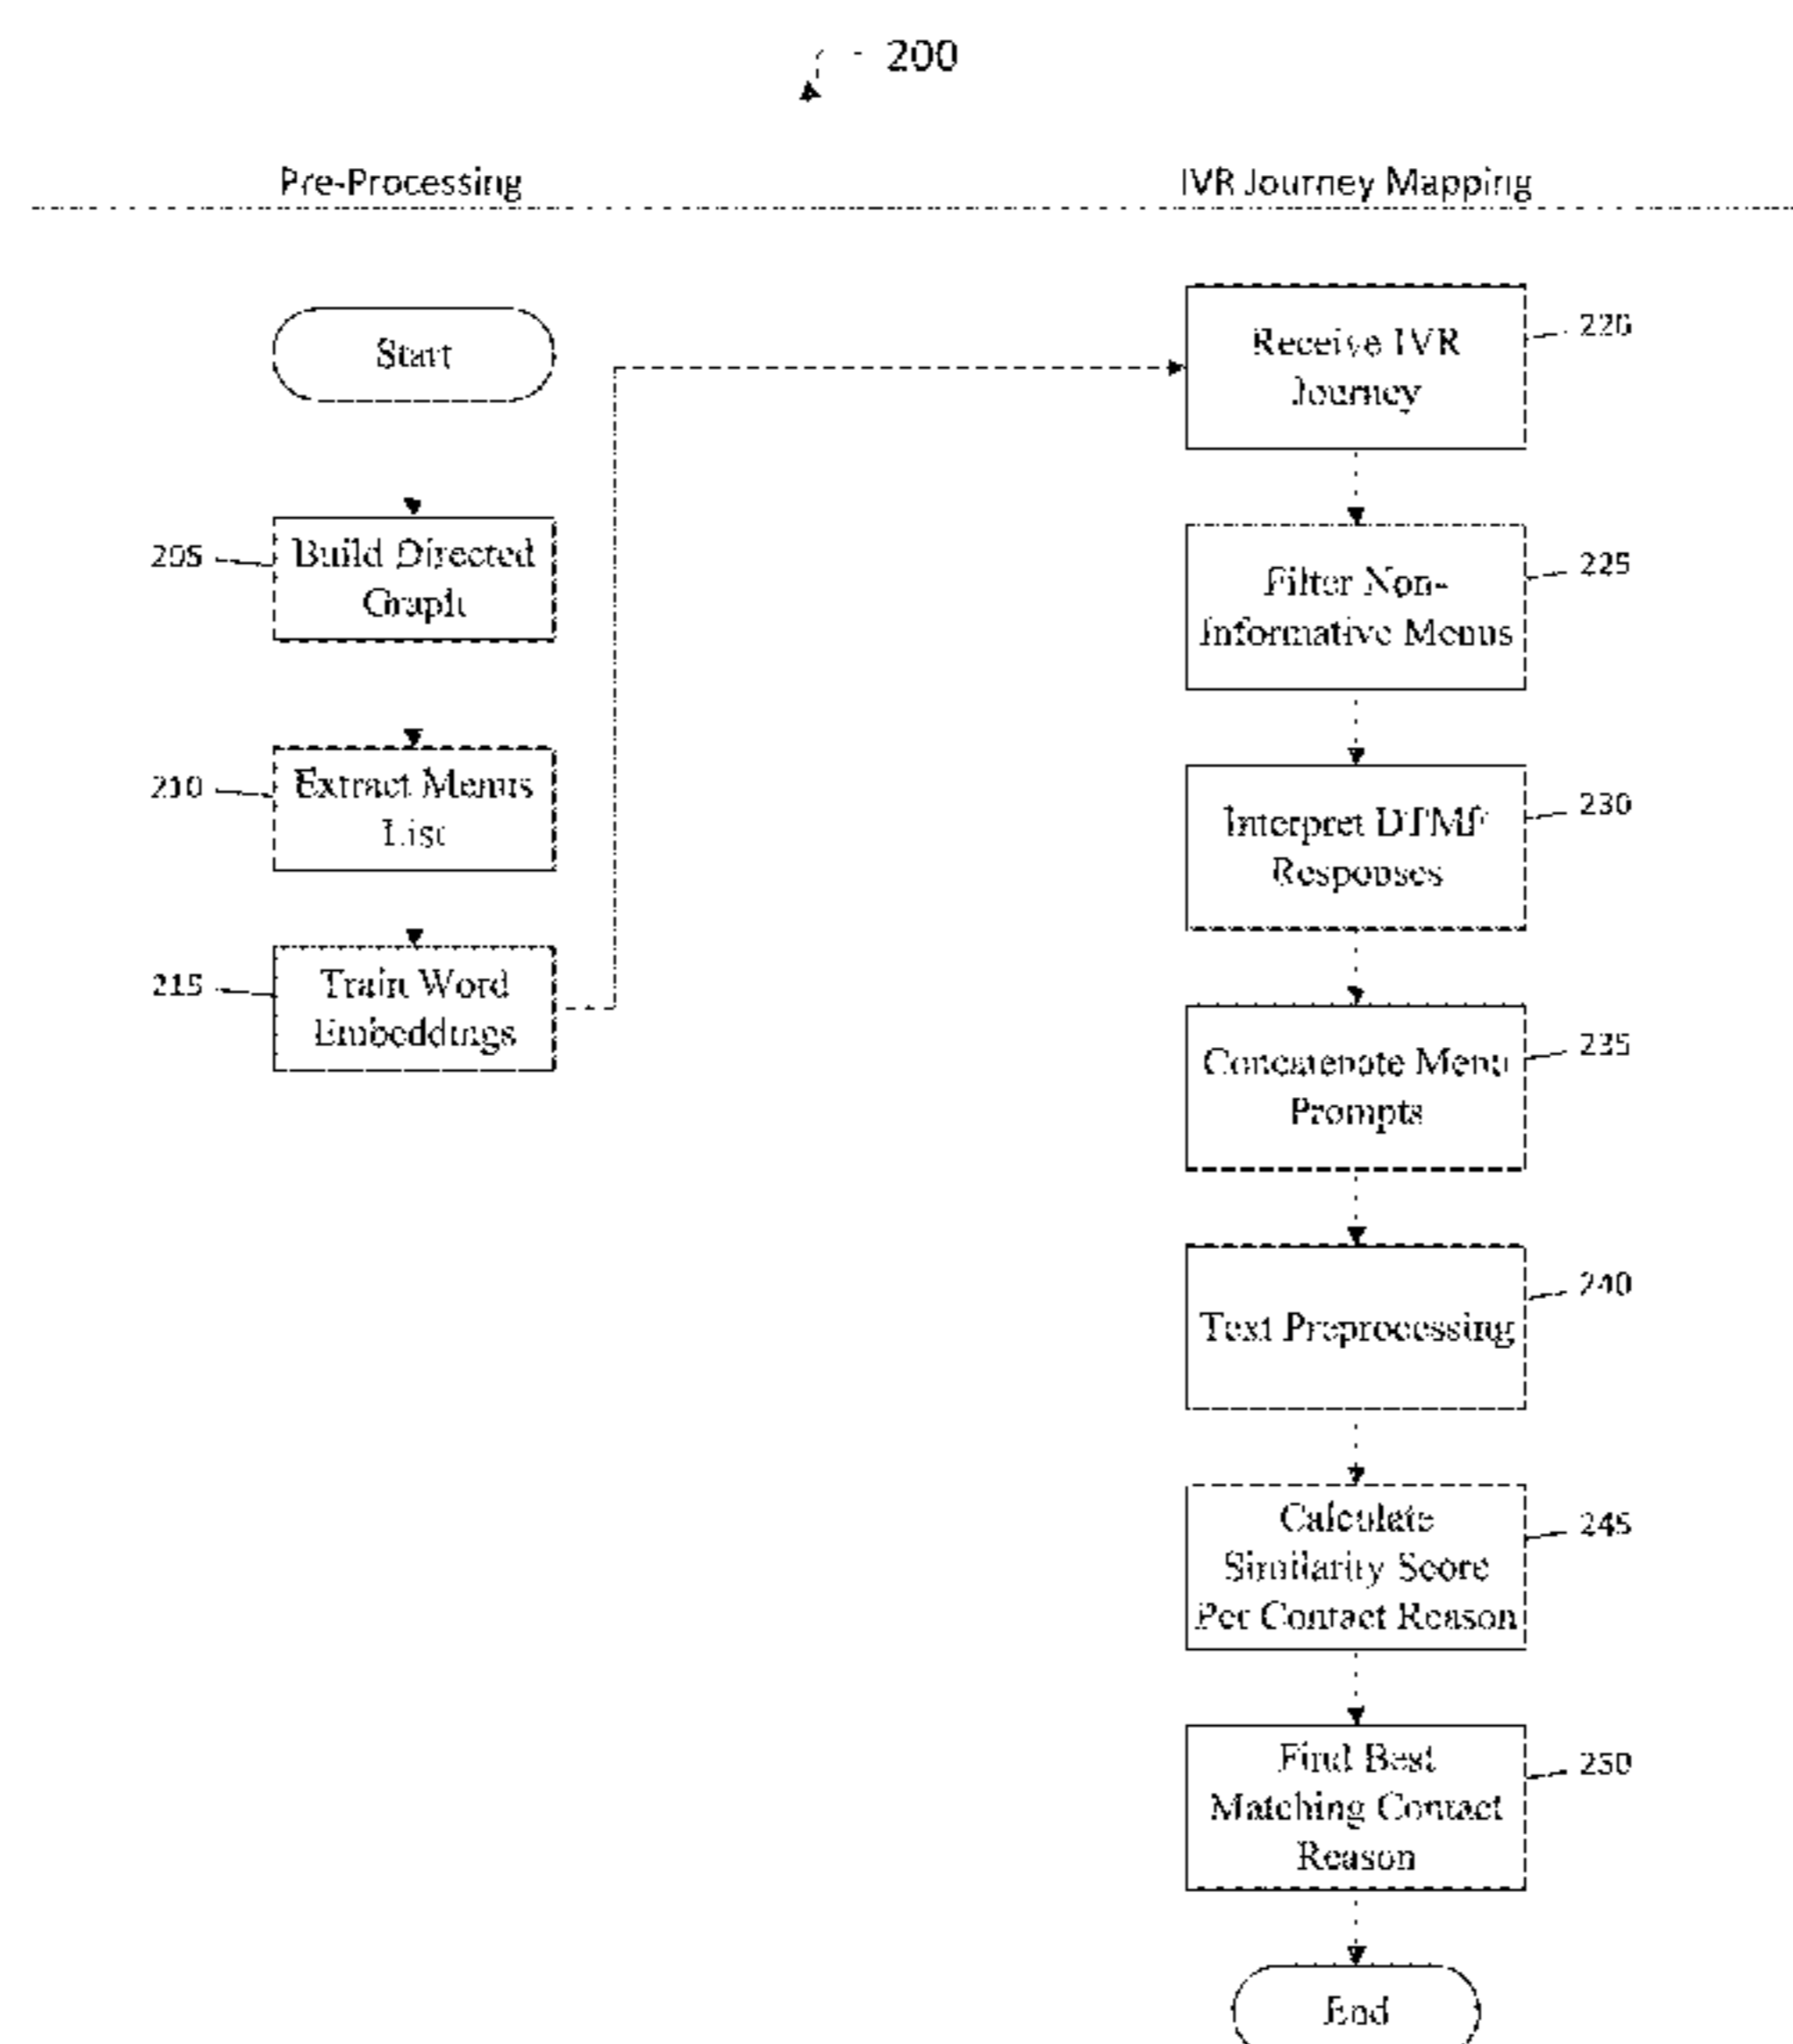 200
Pre-Processing
IVR Journey Mapping
Start
205
Build Directed
Graph
210
Extract Menus
List
215
Train Word
Embeddings
Receive IVR
Journey
220
Filter Non-
Informative Menus
225
Interpret DTMF
Responses
230
Concatenate Menu
Prompts
235
Text Preprocessing
240
Calculate
Similarity Score
Per Contact Reason
245
Find Best
Matching Contact
Reason
250
End